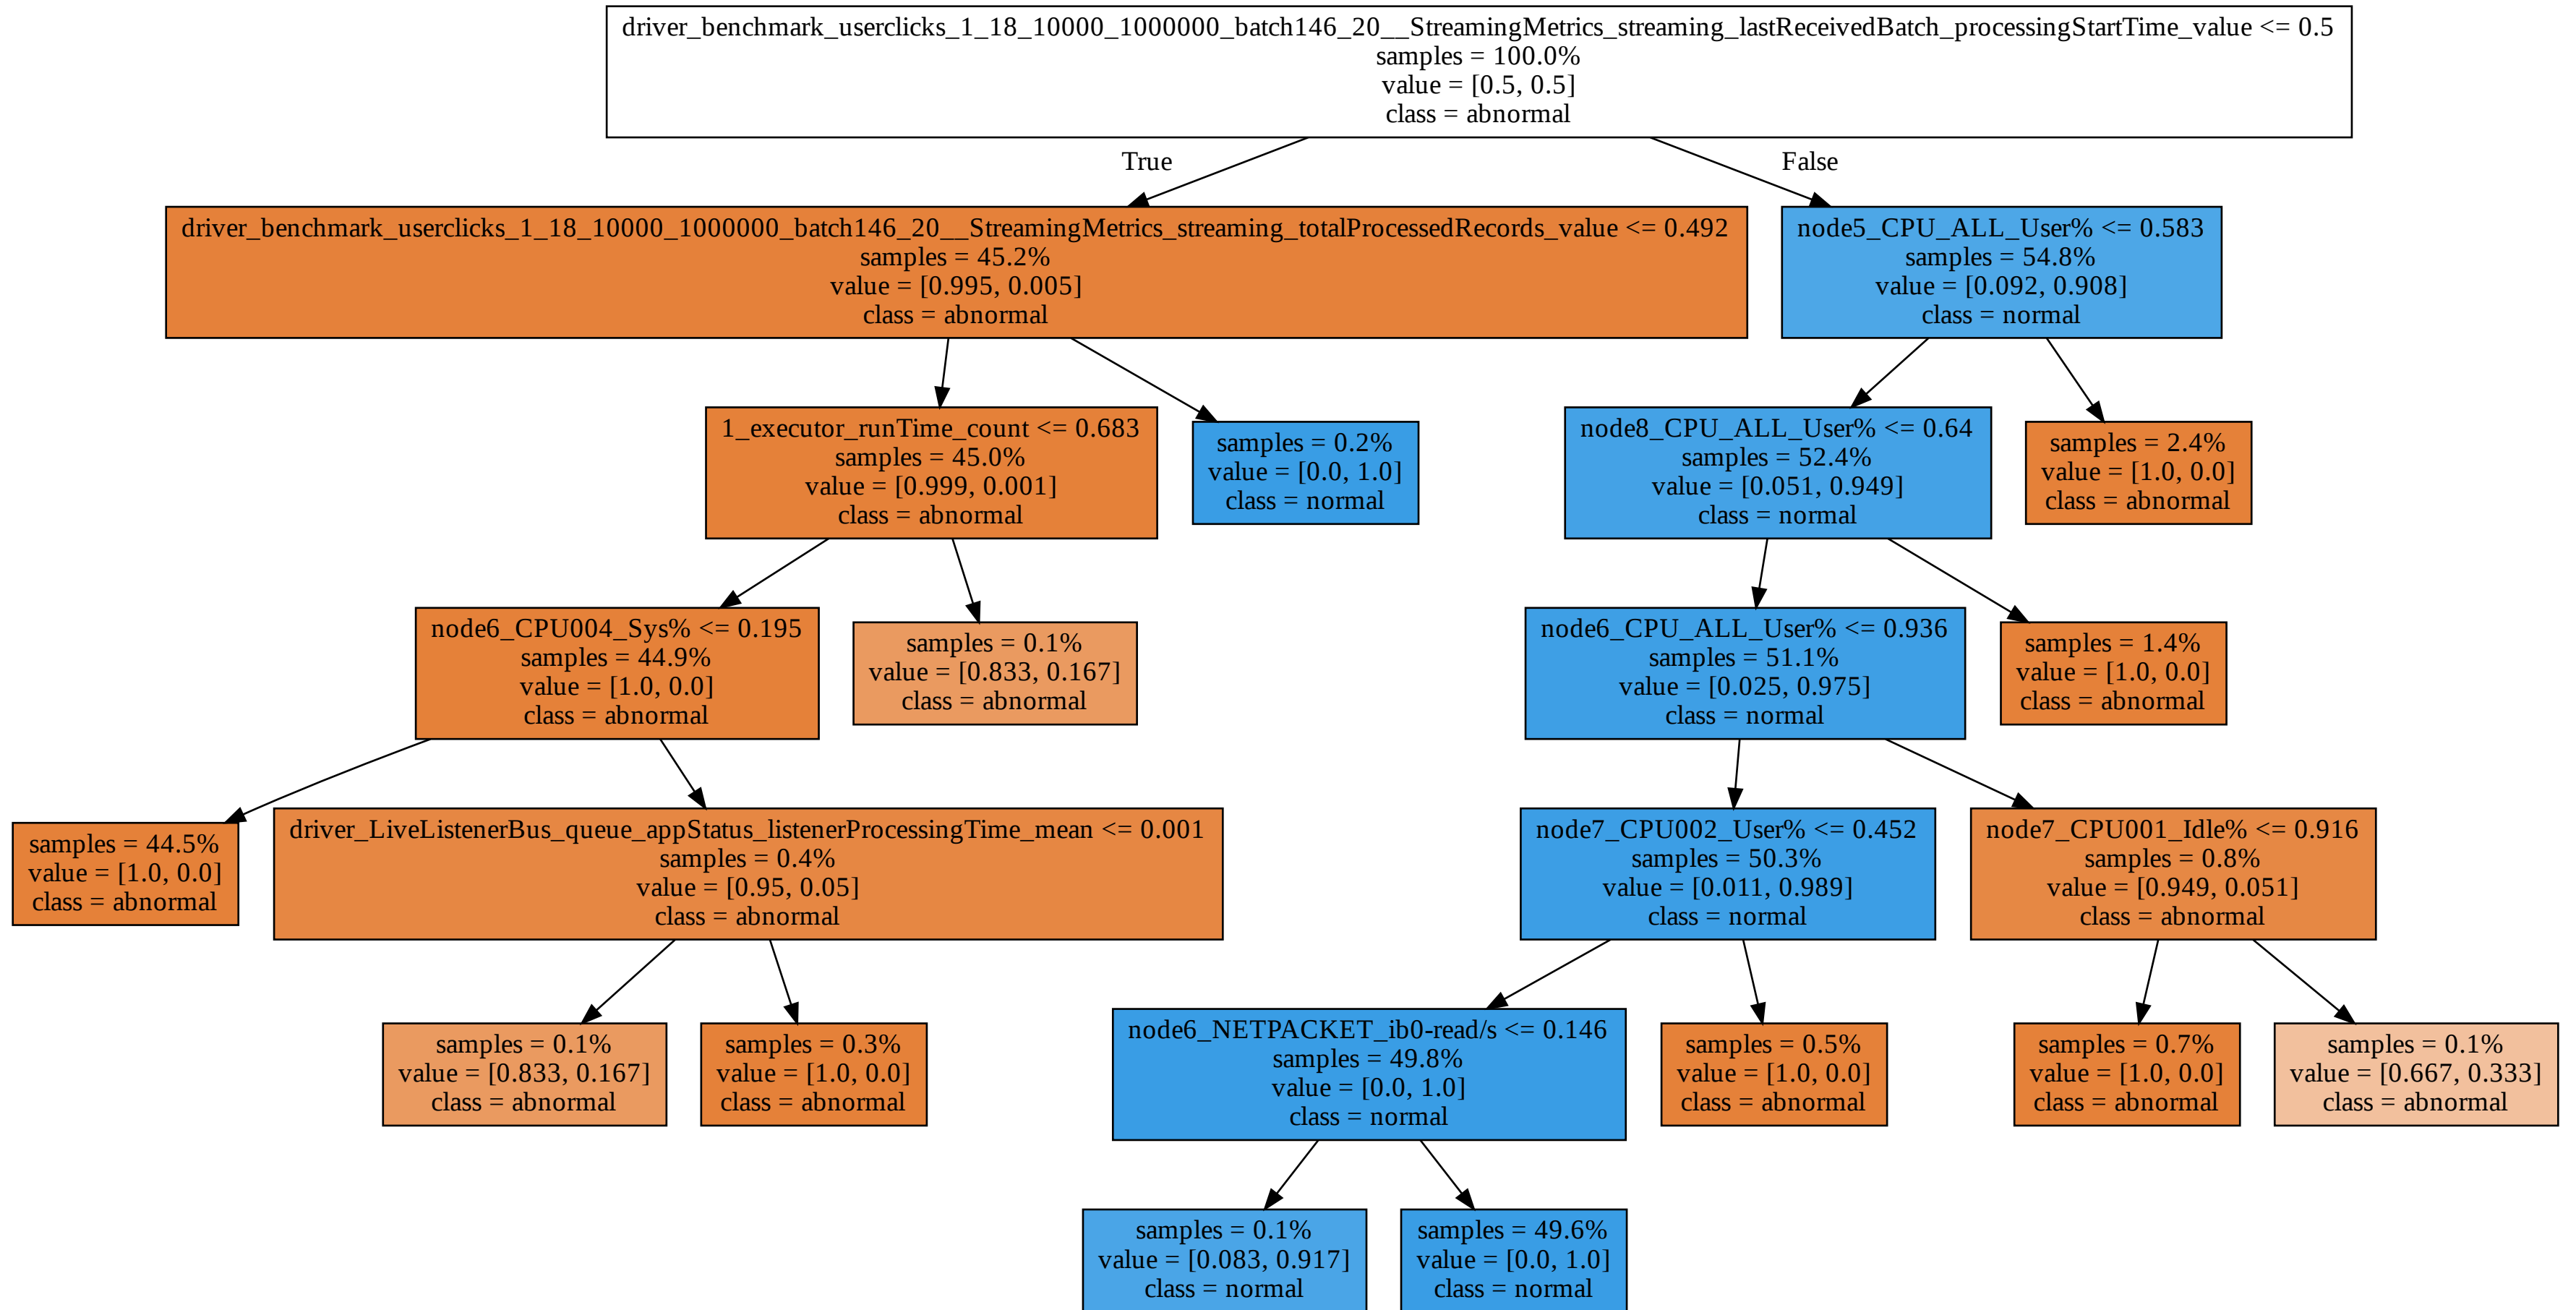 driver_benchmark_userclicks_1_18_10000_1000000_batch146_20__StreamingMetrics_streaming_lastReceivedBatch_processingStartTime_value <= 0.5
samples = 100.0%
value = [0.5, 0.5]
class = abnormal
True
False
driver_benchmark_userclicks_1_18_10000_1000000_batch146_20__StreamingMetrics_streaming_totalProcessedRecords_value <= 0.492
samples = 45.2%
value = [0.995, 0.005]
class = abnormal
node5_CPU_ALL_User% <= 0.583
samples = 54.8%
value = [0.092, 0.908]
class = normal
1_executor_runTime_count <= 0.683
samples = 45.0%
value = [0.999, 0.001]
class = abnormal
samples = 0.2%
value = [0.0, 1.0]
class = normal
node8_CPU_ALL_User% <= 0.64
samples = 52.4%
value = [0.051, 0.949]
class = normal
samples = 2.4%
value = [1.0, 0.0]
class = abnormal
node6_CPU004_Sys% <= 0.195
samples = 44.9%
value = [1.0, 0.0]
class = abnormal
samples = 0.1%
value = [0.833, 0.167]
class = abnormal
node6_CPU_ALL_User% <= 0.936
samples = 51.1%
value = [0.025, 0.975]
class = normal
samples = 1.4%
value = [1.0, 0.0]
class = abnormal
samples = 44.5%
value = [1.0, 0.0]
class = abnormal
driver_LiveListenerBus_queue_appStatus_listenerProcessingTime_mean <= 0.001
samples = 0.4%
value = [0.95, 0.05]
class = abnormal
node7_CPU002_User% <= 0.452
samples = 50.3%
value = [0.011, 0.989]
class = normal
node7_CPU001_Idle% <= 0.916
samples = 0.8%
value = [0.949, 0.051]
class = abnormal
samples = 0.1%
value = [0.833, 0.167]
class = abnormal
samples = 0.3%
value = [1.0, 0.0]
class = abnormal
node6_NETPACKET_ib0-read/s <= 0.146
samples = 49.8%
value = [0.0, 1.0]
class = normal
samples = 0.5%
value = [1.0, 0.0]
class = abnormal
samples = 0.7%
value = [1.0, 0.0]
class = abnormal
samples = 0.1%
value = [0.667, 0.333]
class = abnormal
samples = 0.1%
value = [0.083, 0.917]
class = normal
samples = 49.6%
value = [0.0, 1.0]
class = normal